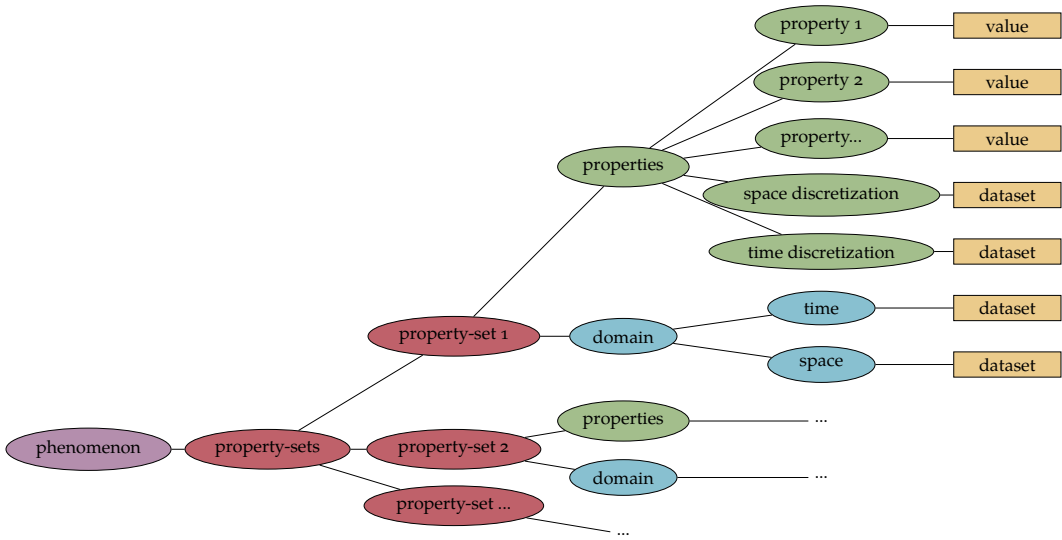 property 1
value
property 2
value
property...
value
properties
space discretization
dataset
time discretization
dataset
time
dataset
property-set 1
domain
space
dataset
properties
...
phenomenon
property-sets
property-set 2
domain
...
property-set ...
...